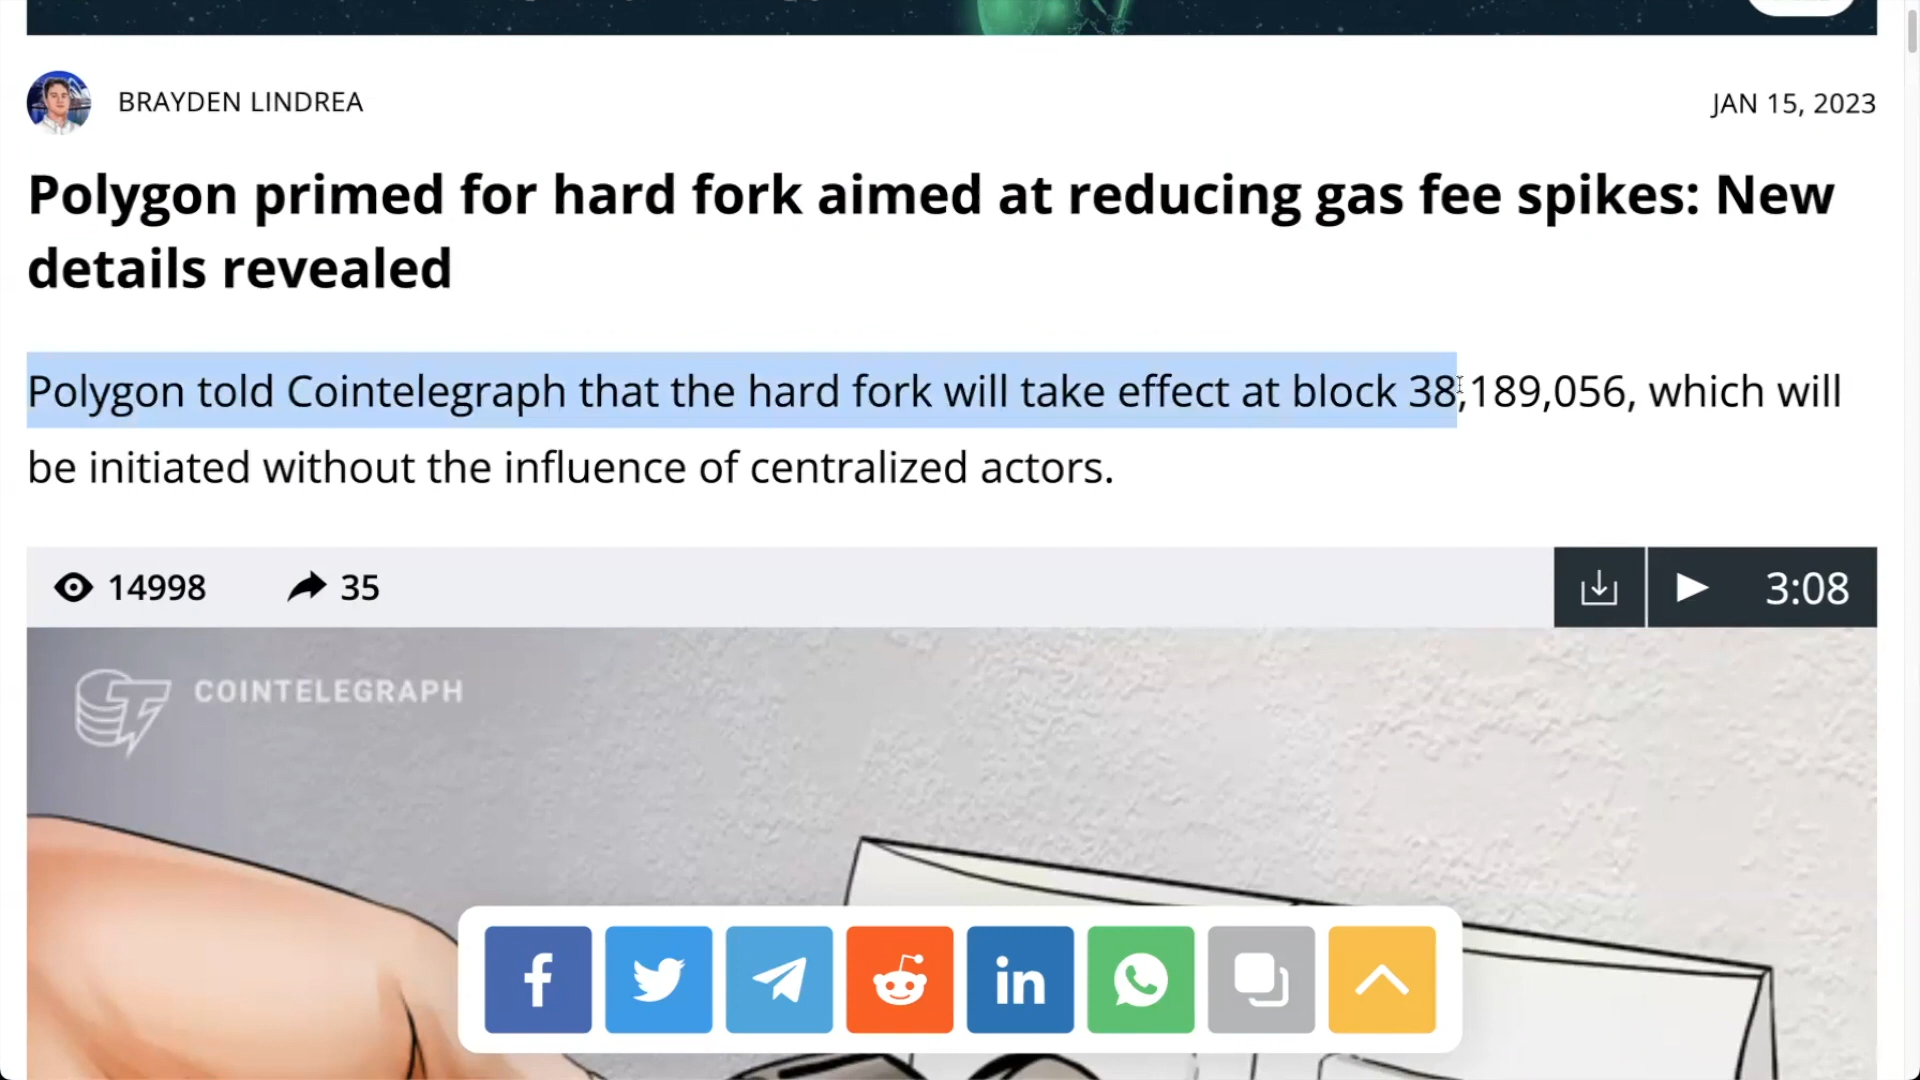 BRAYDEN LINDREA
JAN 15, 2023
Polygon primed for hard fork aimed at reducing gas fee spikes: New
details revealed
Polygon told Cointelegraph that the hard fork will take effect at block 38,189,056, which will
be initiated without the influence of centralized actors.
14998 35 3:08
COINTELEGRAPH